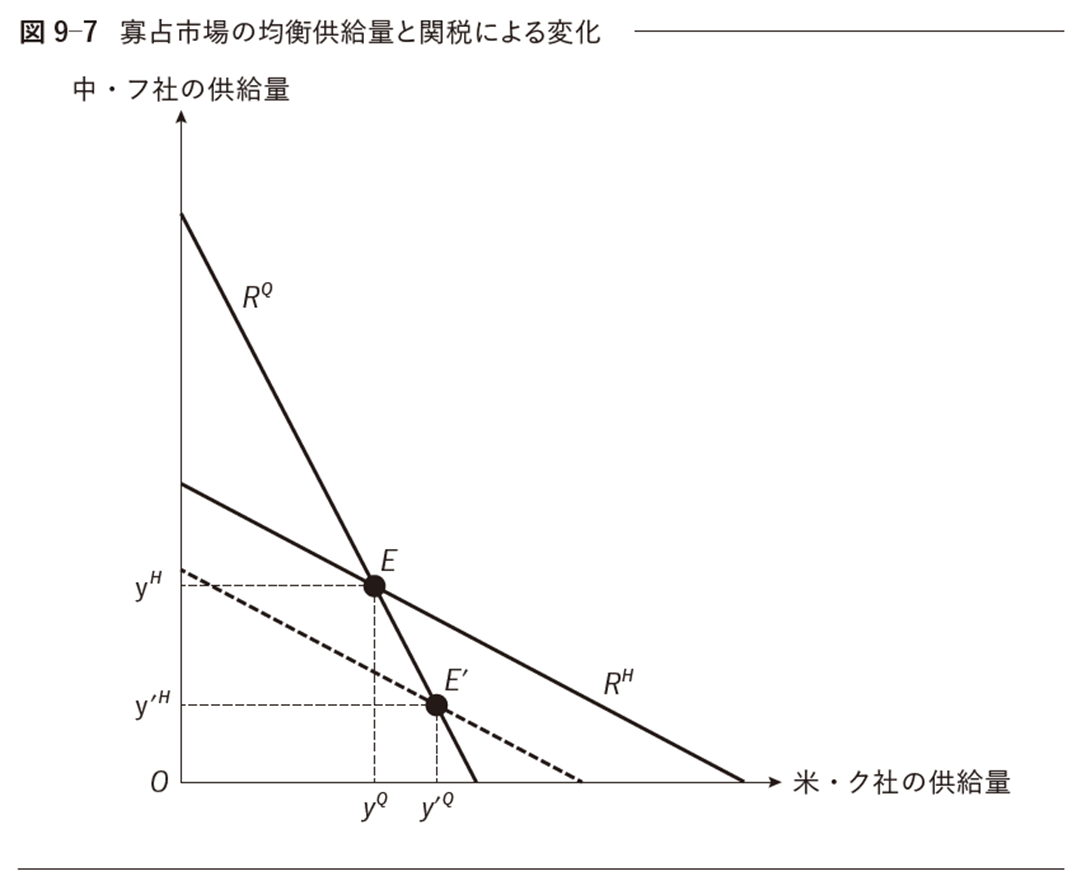 図 9–7 寡占市場の均衡供給量と関税による変化
中・フ社の供給量
R^Q
E
y^H
E′
R^H
y′^H
O
米・ク社の供給量
y^Q
y′^Q